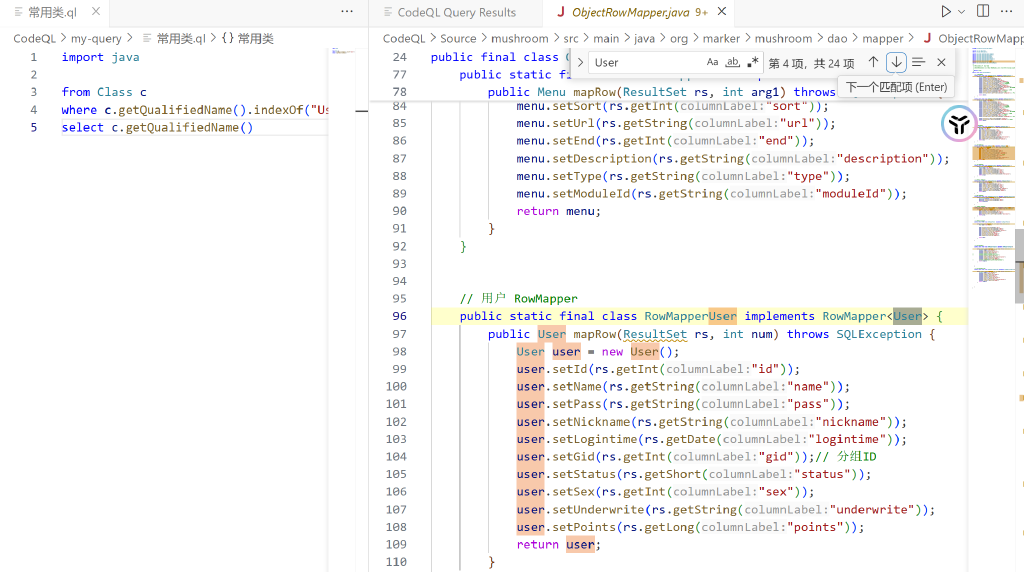 常用类.ql
CodeQL > my-query > 常用类.ql > {} 常用类
1 import java
2
3 from Class c
4 where c.getQualifiedName().indexOf("Us
5 select c.getQualifiedName()
CodeQL Query Results
J ObjectRowMapper.java 9+
CodeQL > Source > mushroom > src > main > java > org > marker > mushroom > dao > mapper > J ObjectRowMapp
User
Aa ab .* 第 4 项，共 24 项
下一个匹配项 (Enter)
24 public final class
77 public static fi
78 public Menu mapRow(ResultSet rs, int arg1) throws
84 menu.setSort(rs.getInt(columnLabel:"sort"));
85 menu.setUrl(rs.getString(columnLabel:"url"));
86 menu.setEnd(rs.getInt(columnLabel:"end"));
87 menu.setDescription(rs.getString(columnLabel:"description"));
88 menu.setType(rs.getString(columnLabel:"type"));
89 menu.setModuleId(rs.getString(columnLabel:"moduleId"));
90 return menu;
91 }
92 }
93
94
95 // 用户 RowMapper
96 public static final class RowMapperUser implements RowMapper<User> {
97 public User mapRow(ResultSet rs, int num) throws SQLException {
98 User user = new User();
99 user.setId(rs.getInt(columnLabel:"id"));
100 user.setName(rs.getString(columnLabel:"name"));
101 user.setPass(rs.getString(columnLabel:"pass"));
102 user.setNickname(rs.getString(columnLabel:"nickname"));
103 user.setLogintime(rs.getDate(columnLabel:"logintime"));
104 user.setGid(rs.getInt(columnLabel:"gid"));// 分组ID
105 user.setStatus(rs.getShort(columnLabel:"status"));
106 user.setSex(rs.getInt(columnLabel:"sex"));
107 user.setUnderwrite(rs.getString(columnLabel:"underwrite"));
108 user.setPoints(rs.getLong(columnLabel:"points"));
109 return user;
110 }